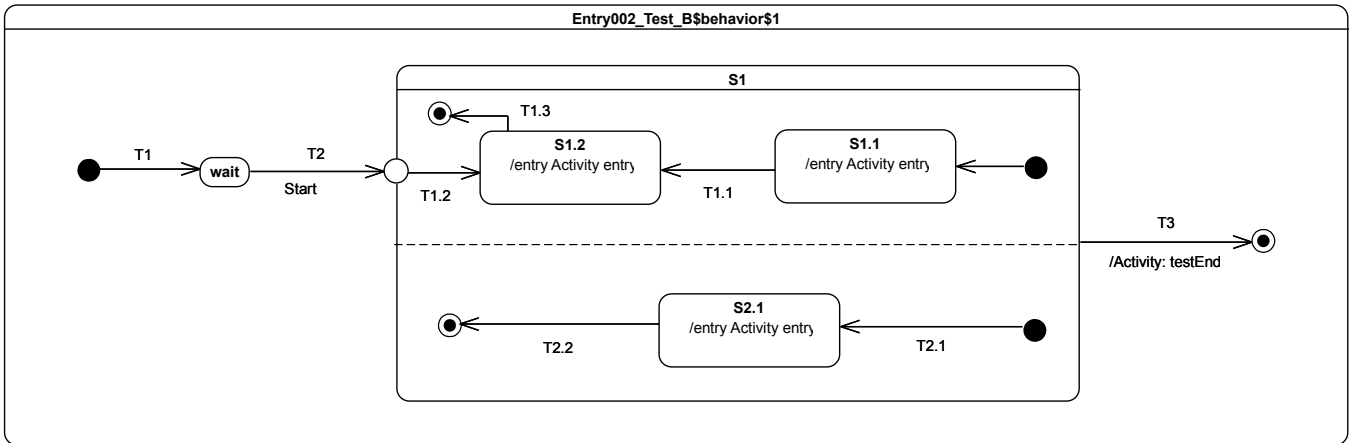 Entry002_Test_B$behavior$1
S1
T1.3
S1.2
/entry Activity entry
S1.1
/entry Activity entry
T1
wait
T2
Start
T1.2
T1.1
T3
/Activity: testEnd
S2.1
/entry Activity entry
T2.2
T2.1